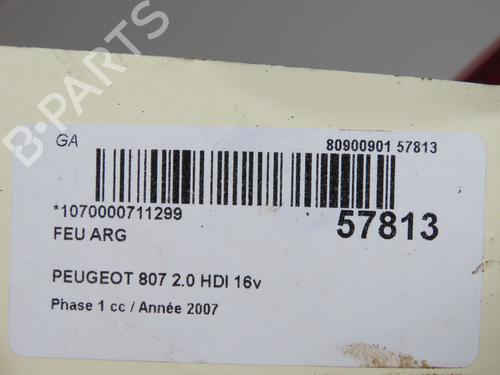 GA
80900901 57813
*1070000711299
57813
FEU ARG
PEUGEOT 807 2.0 HDI 16v
Phase 1 cc / Année 2007
B-PARTS